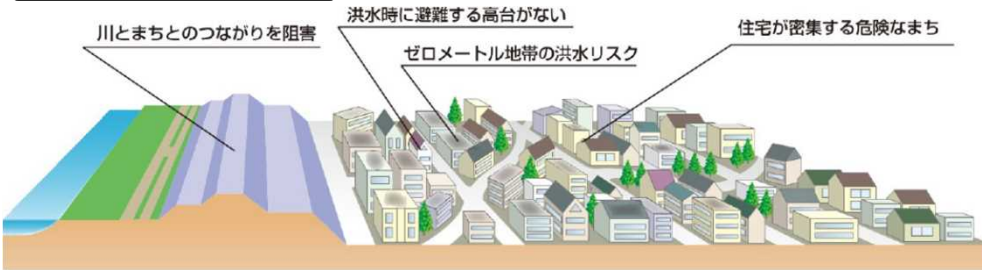 洪水時に避難する高台がない
川とまちとのつながりを阻害
住宅が密集する危険なまち
ゼロメートル地帯の洪水リスク